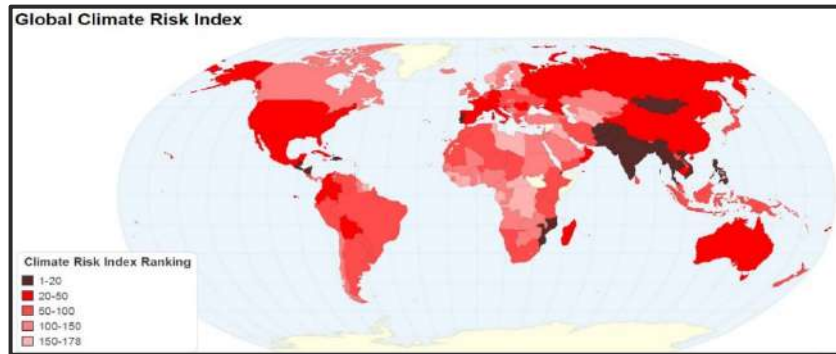 Global Climate Risk Index
Climate Risk Index Ranking
1-20
20-50
50-100
100-150
150-178